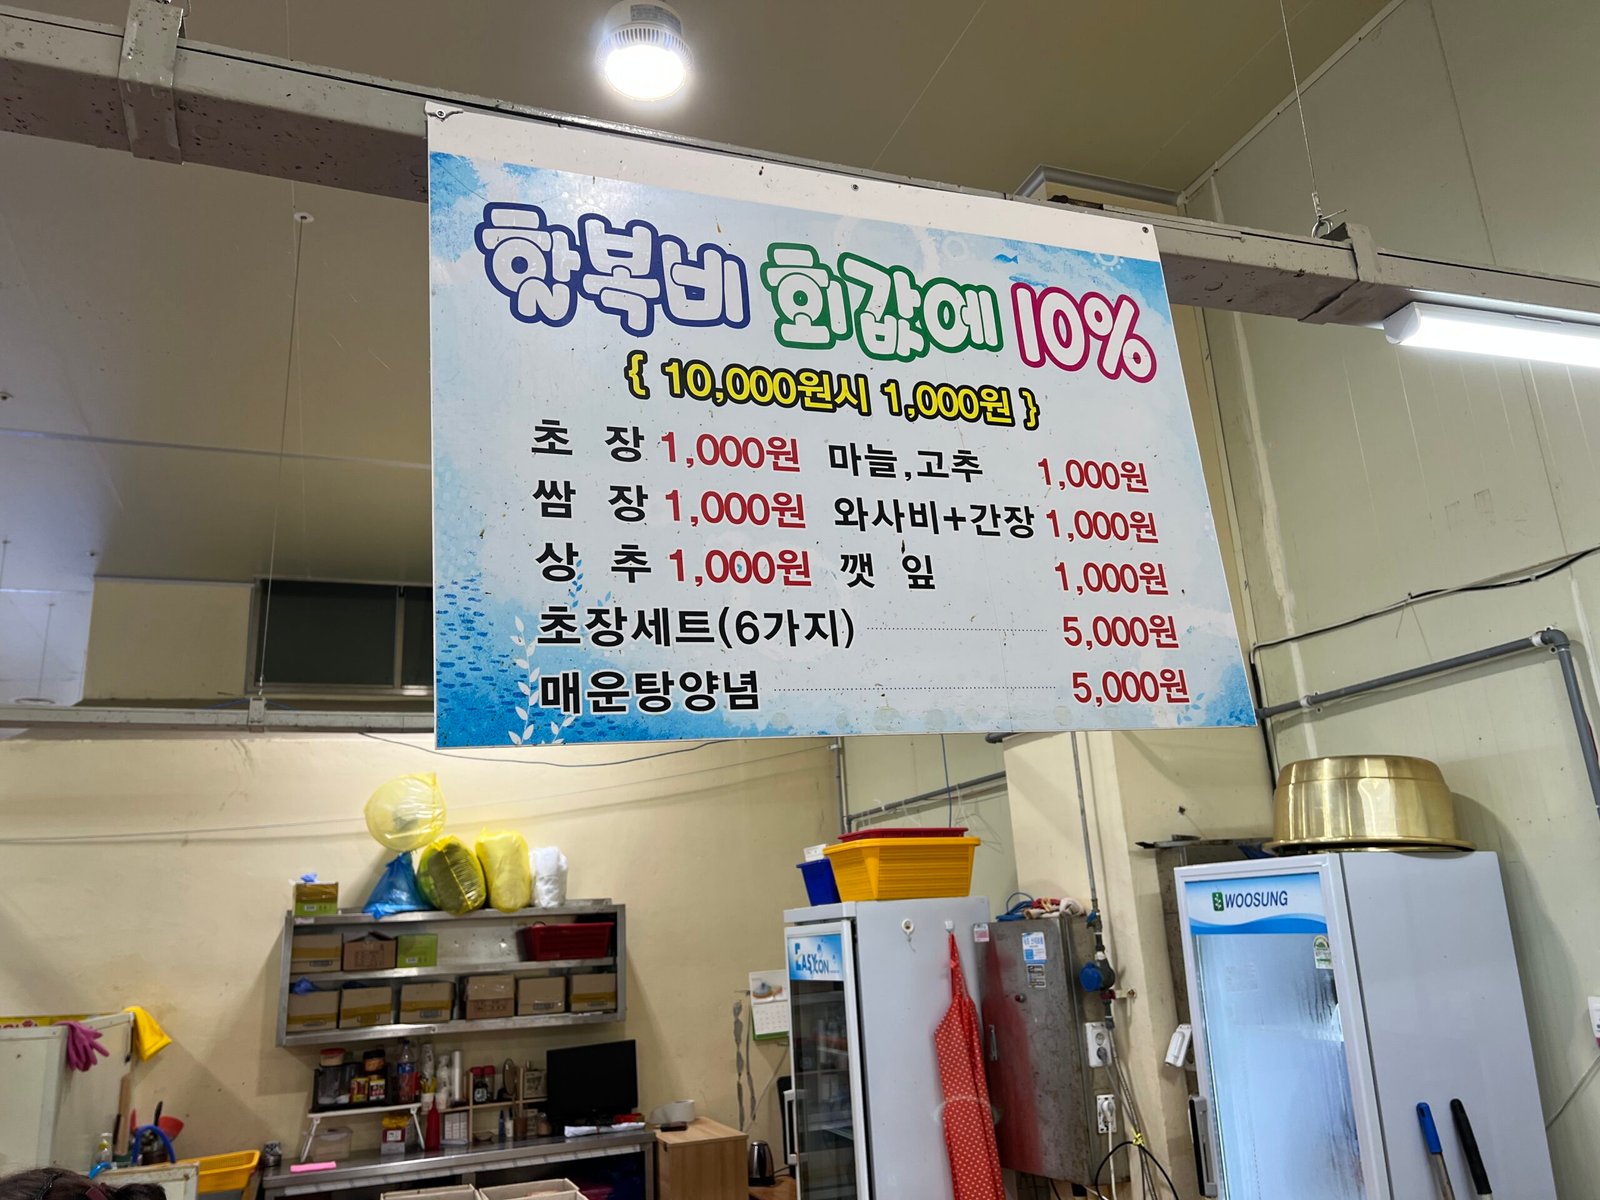 할복비 회값에 10%
{ 10,000원시 1,000원 }
초 장 1,000원 마늘,고추 1,000원
쌈 장 1,000원 와사비+간장 1,000원
상 추 1,000원 깻 잎 1,000원
초장세트(6가지) 5,000원
매운탕양념 5,000원
WOOSUNG